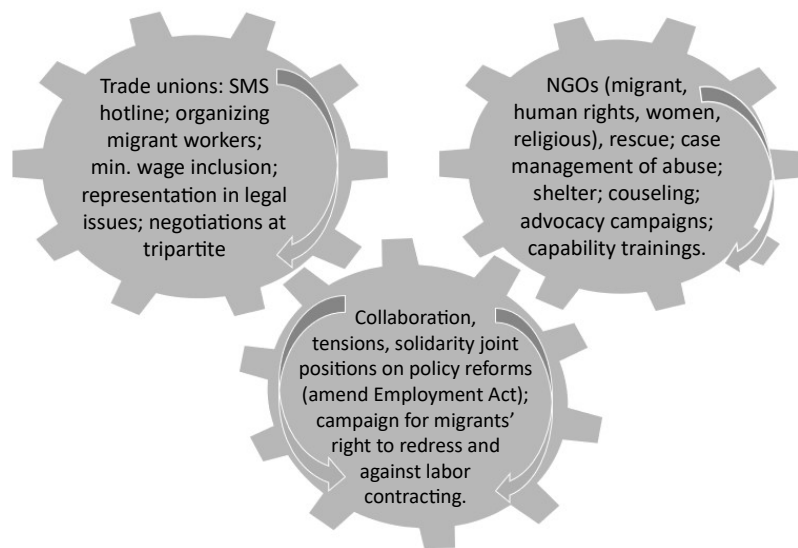 Trade unions: SMS
hotline; organizing
migrant workers;
min. wage inclusion;
representation in legal
issues; negotiations at
tripartite
NGOs (migrant,
human rights, women,
religious), rescue; case
management of abuse;
shelter; couseling;
advocacy campaigns;
capability trainings.
Collaboration,
tensions, solidarity joint
positions on policy reforms
(amend Employment Act);
campaign for migrants’
right to redress and
against labor
contracting.